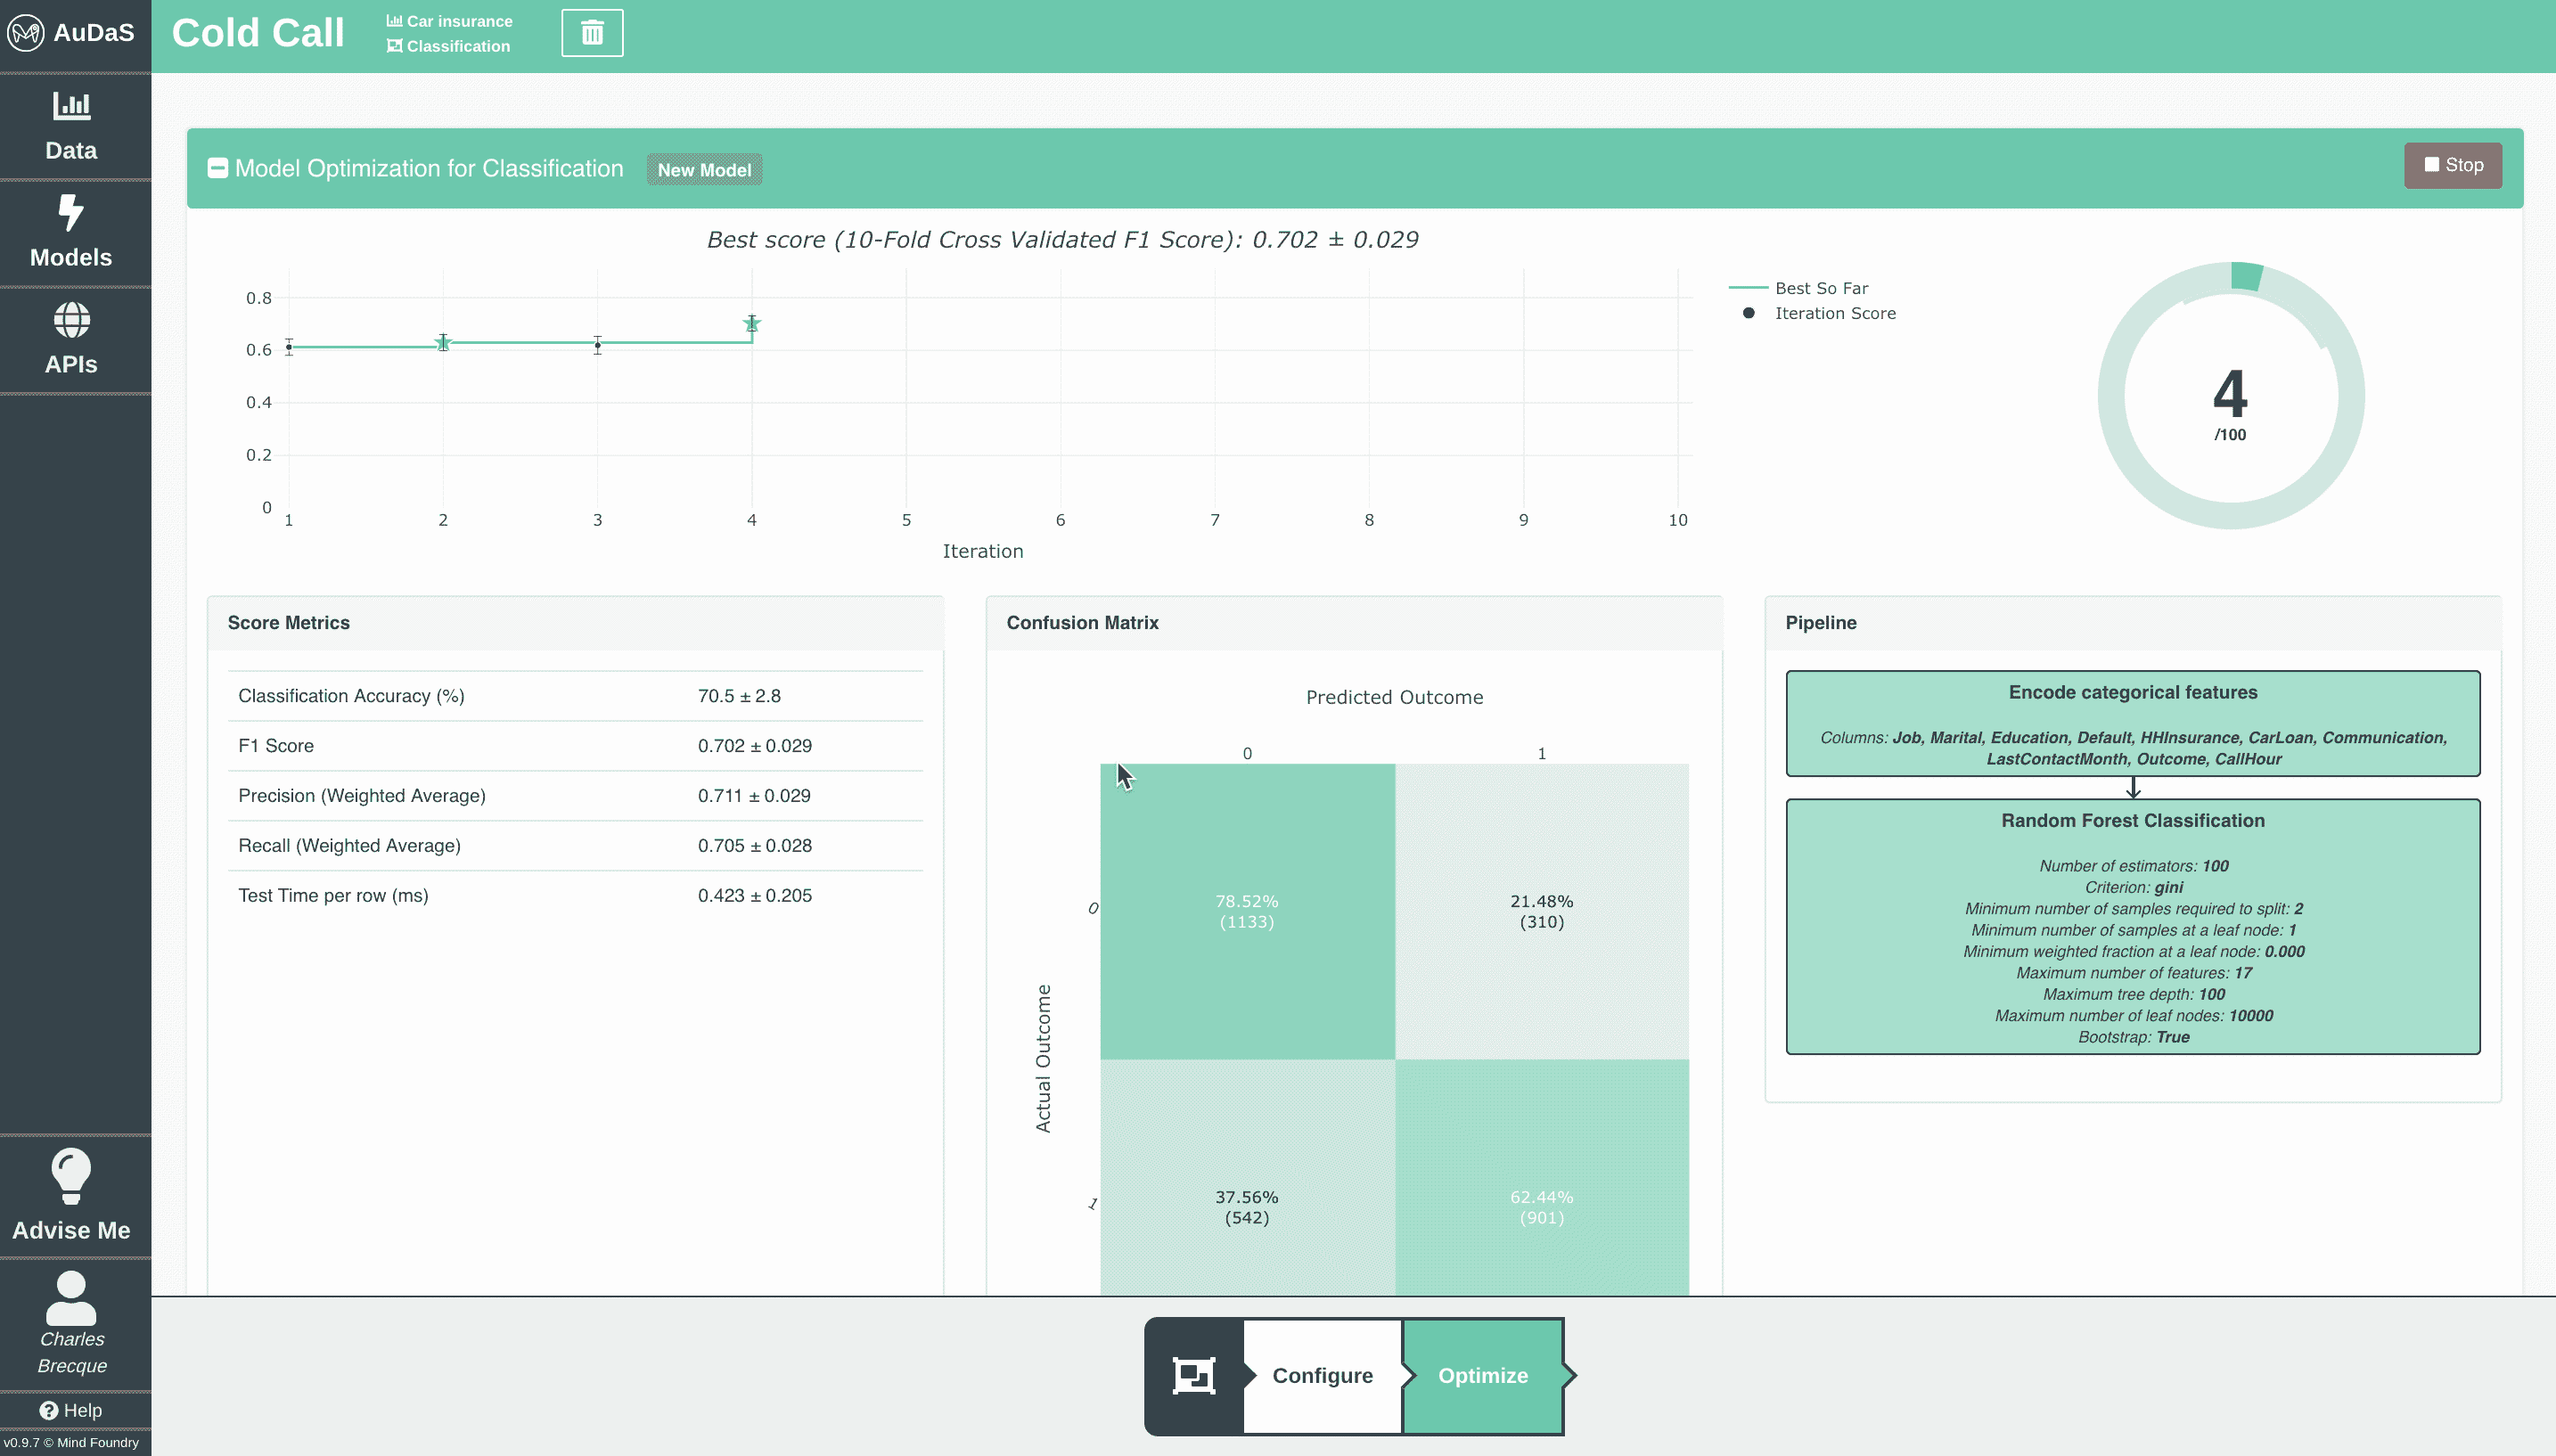 AuDaS
Cold Call
Car insurance
Classification
Data
Models
APIs
Advise Me
Charles
Brecque
Help
v0.9.7 © Mind Foundry
Model Optimization for Classification
New Model
Stop
Best score (10-Fold Cross Validated F1 Score): 0.702 ± 0.029
0.8
0.6
0.4
0.2
0
1 2 3 4 5 6 7 8 9 10
Iteration
Best So Far
Iteration Score
4
/100
Score Metrics
Classification Accuracy (%) 70.5 ± 2.8
F1 Score 0.702 ± 0.029
Precision (Weighted Average) 0.711 ± 0.029
Recall (Weighted Average) 0.705 ± 0.028
Test Time per row (ms) 0.423 ± 0.205
Confusion Matrix
Predicted Outcome
0 1
Actual Outcome
0
78.52% 21.48%
(1133) (310)
1
37.56% 62.44%
(542) (901)
Pipeline
Encode categorical features
Columns: Job, Marital, Education, Default, HHInsurance, CarLoan, Communication,
LastContactMonth, Outcome, CallHour
Random Forest Classification
Number of estimators: 100
Criterion: gini
Minimum number of samples required to split: 2
Minimum number of samples at a leaf node: 1
Minimum weighted fraction at a leaf node: 0.000
Maximum number of features: 17
Maximum tree depth: 100
Maximum number of leaf nodes: 10000
Bootstrap: True
Configure
Optimize